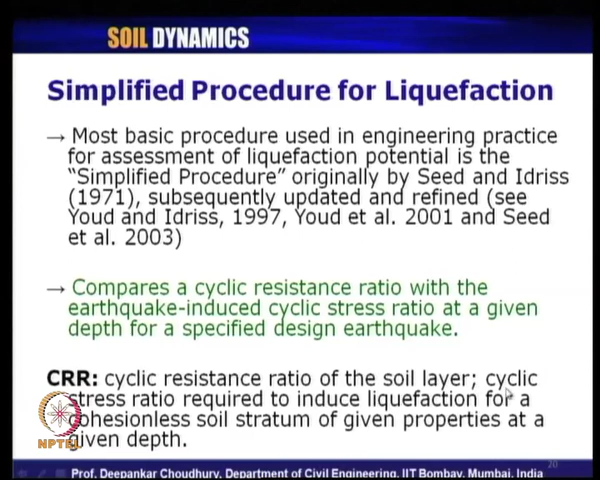 SOIL DYNAMICS
Simplified Procedure for Liquefaction
→ Most basic procedure used in engineering practice
for assessment of liquefaction potential is the
“Simplified Procedure” originally by Seed and Idriss
(1971), subsequently updated and refined (see
Youd and Idriss, 1997, Youd et al. 2001 and Seed
et al. 2003)
→ Compares a cyclic resistance ratio with the
earthquake-induced cyclic stress ratio at a given
depth for a specified design earthquake.
CRR: cyclic resistance ratio of the soil layer; cyclic
stress ratio required to induce liquefaction for a
cohesionless soil stratum of given properties at a
given depth.
NPTEL
Prof. Deepankar Choudhury, Department of Civil Engineering, IIT Bombay, Mumbai, India
20